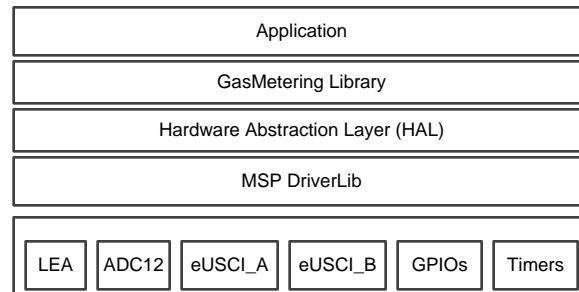 Application
GasMetering Library
Hardware Abstraction Layer (HAL)
MSP DriverLib
LEA ADC12 eUSCI_A eUSCI_B GPIOs Timers